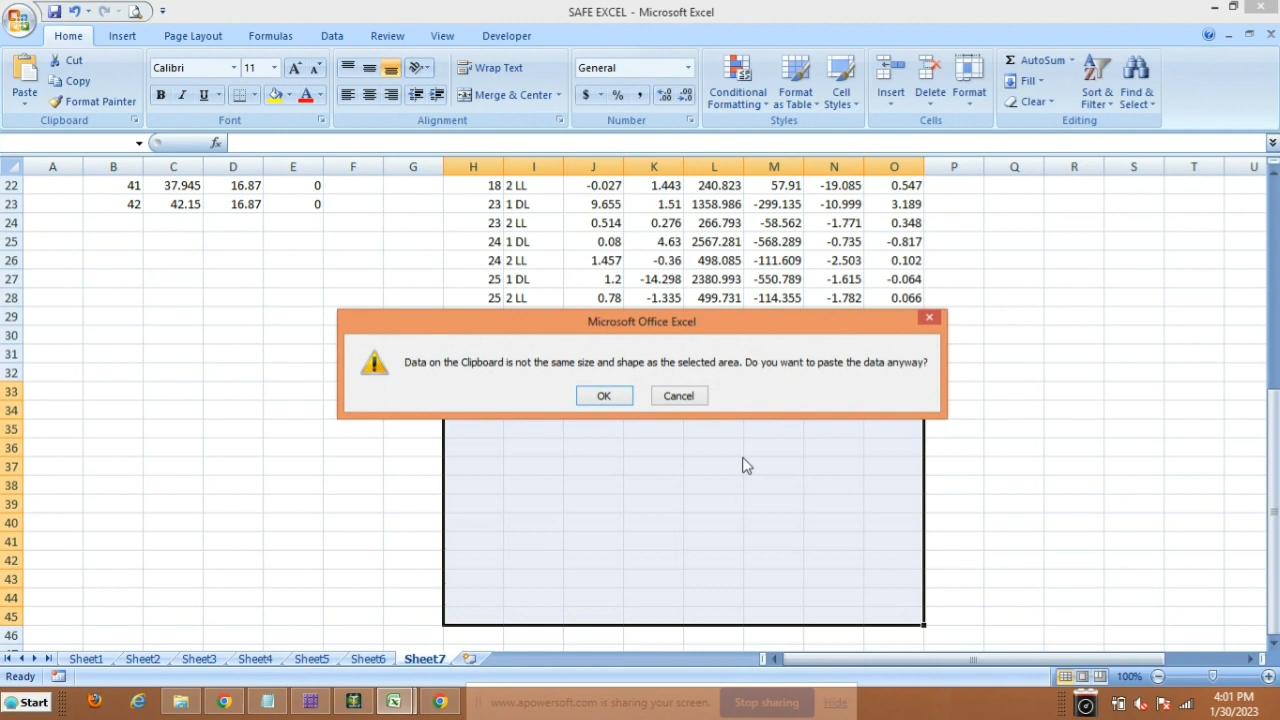 SAFE EXCEL - Microsoft Excel
Home Insert Page Layout Formulas Data Review View Developer
Paste
Cut
Copy
Format Painter
Calibri 11
B I U
A A
A
Wrap Text
Merge & Center
General
$ % ,
Conditional Formatting
Format as Table
Cell Styles
Insert Delete Format
Σ AutoSum
Fill
Clear
Sort & Filter
Find & Select
Clipboard Font Alignment Number Styles Cells Editing
fx
A B C D E F G H I J K L M N O P Q R S T U
22 41 37.945 16.87 0 18 2 LL -0.027 1.443 240.823 57.91 -19.085 0.547
23 42 42.15 16.87 0 23 1 DL 9.655 1.51 1358.986 -299.135 -10.999 3.189
24 23 2 LL 0.514 0.276 266.793 -58.562 -1.771 0.348
25 24 1 DL 0.08 4.63 2567.281 -568.289 -0.735 -0.817
26 24 2 LL 1.457 -0.36 498.085 -111.609 -2.503 0.102
27 25 1 DL 1.2 -14.298 2380.993 -550.789 -1.615 -0.064
28 25 2 LL 0.78 -1.335 499.731 -114.355 -1.782 0.066
29
30
31
32
33
34
35
36
37
38
39
40
41
42
43
44
45
46
Microsoft Office Excel
Data on the Clipboard is not the same size and shape as the selected area. Do you want to paste the data anyway?
OK Cancel
Sheet1 Sheet2 Sheet3 Sheet4 Sheet5 Sheet6 Sheet7
Ready 100%
Start
www.apowersoft.com is sharing your screen. Stop sharing Hide
4:01 PM
1/30/2023